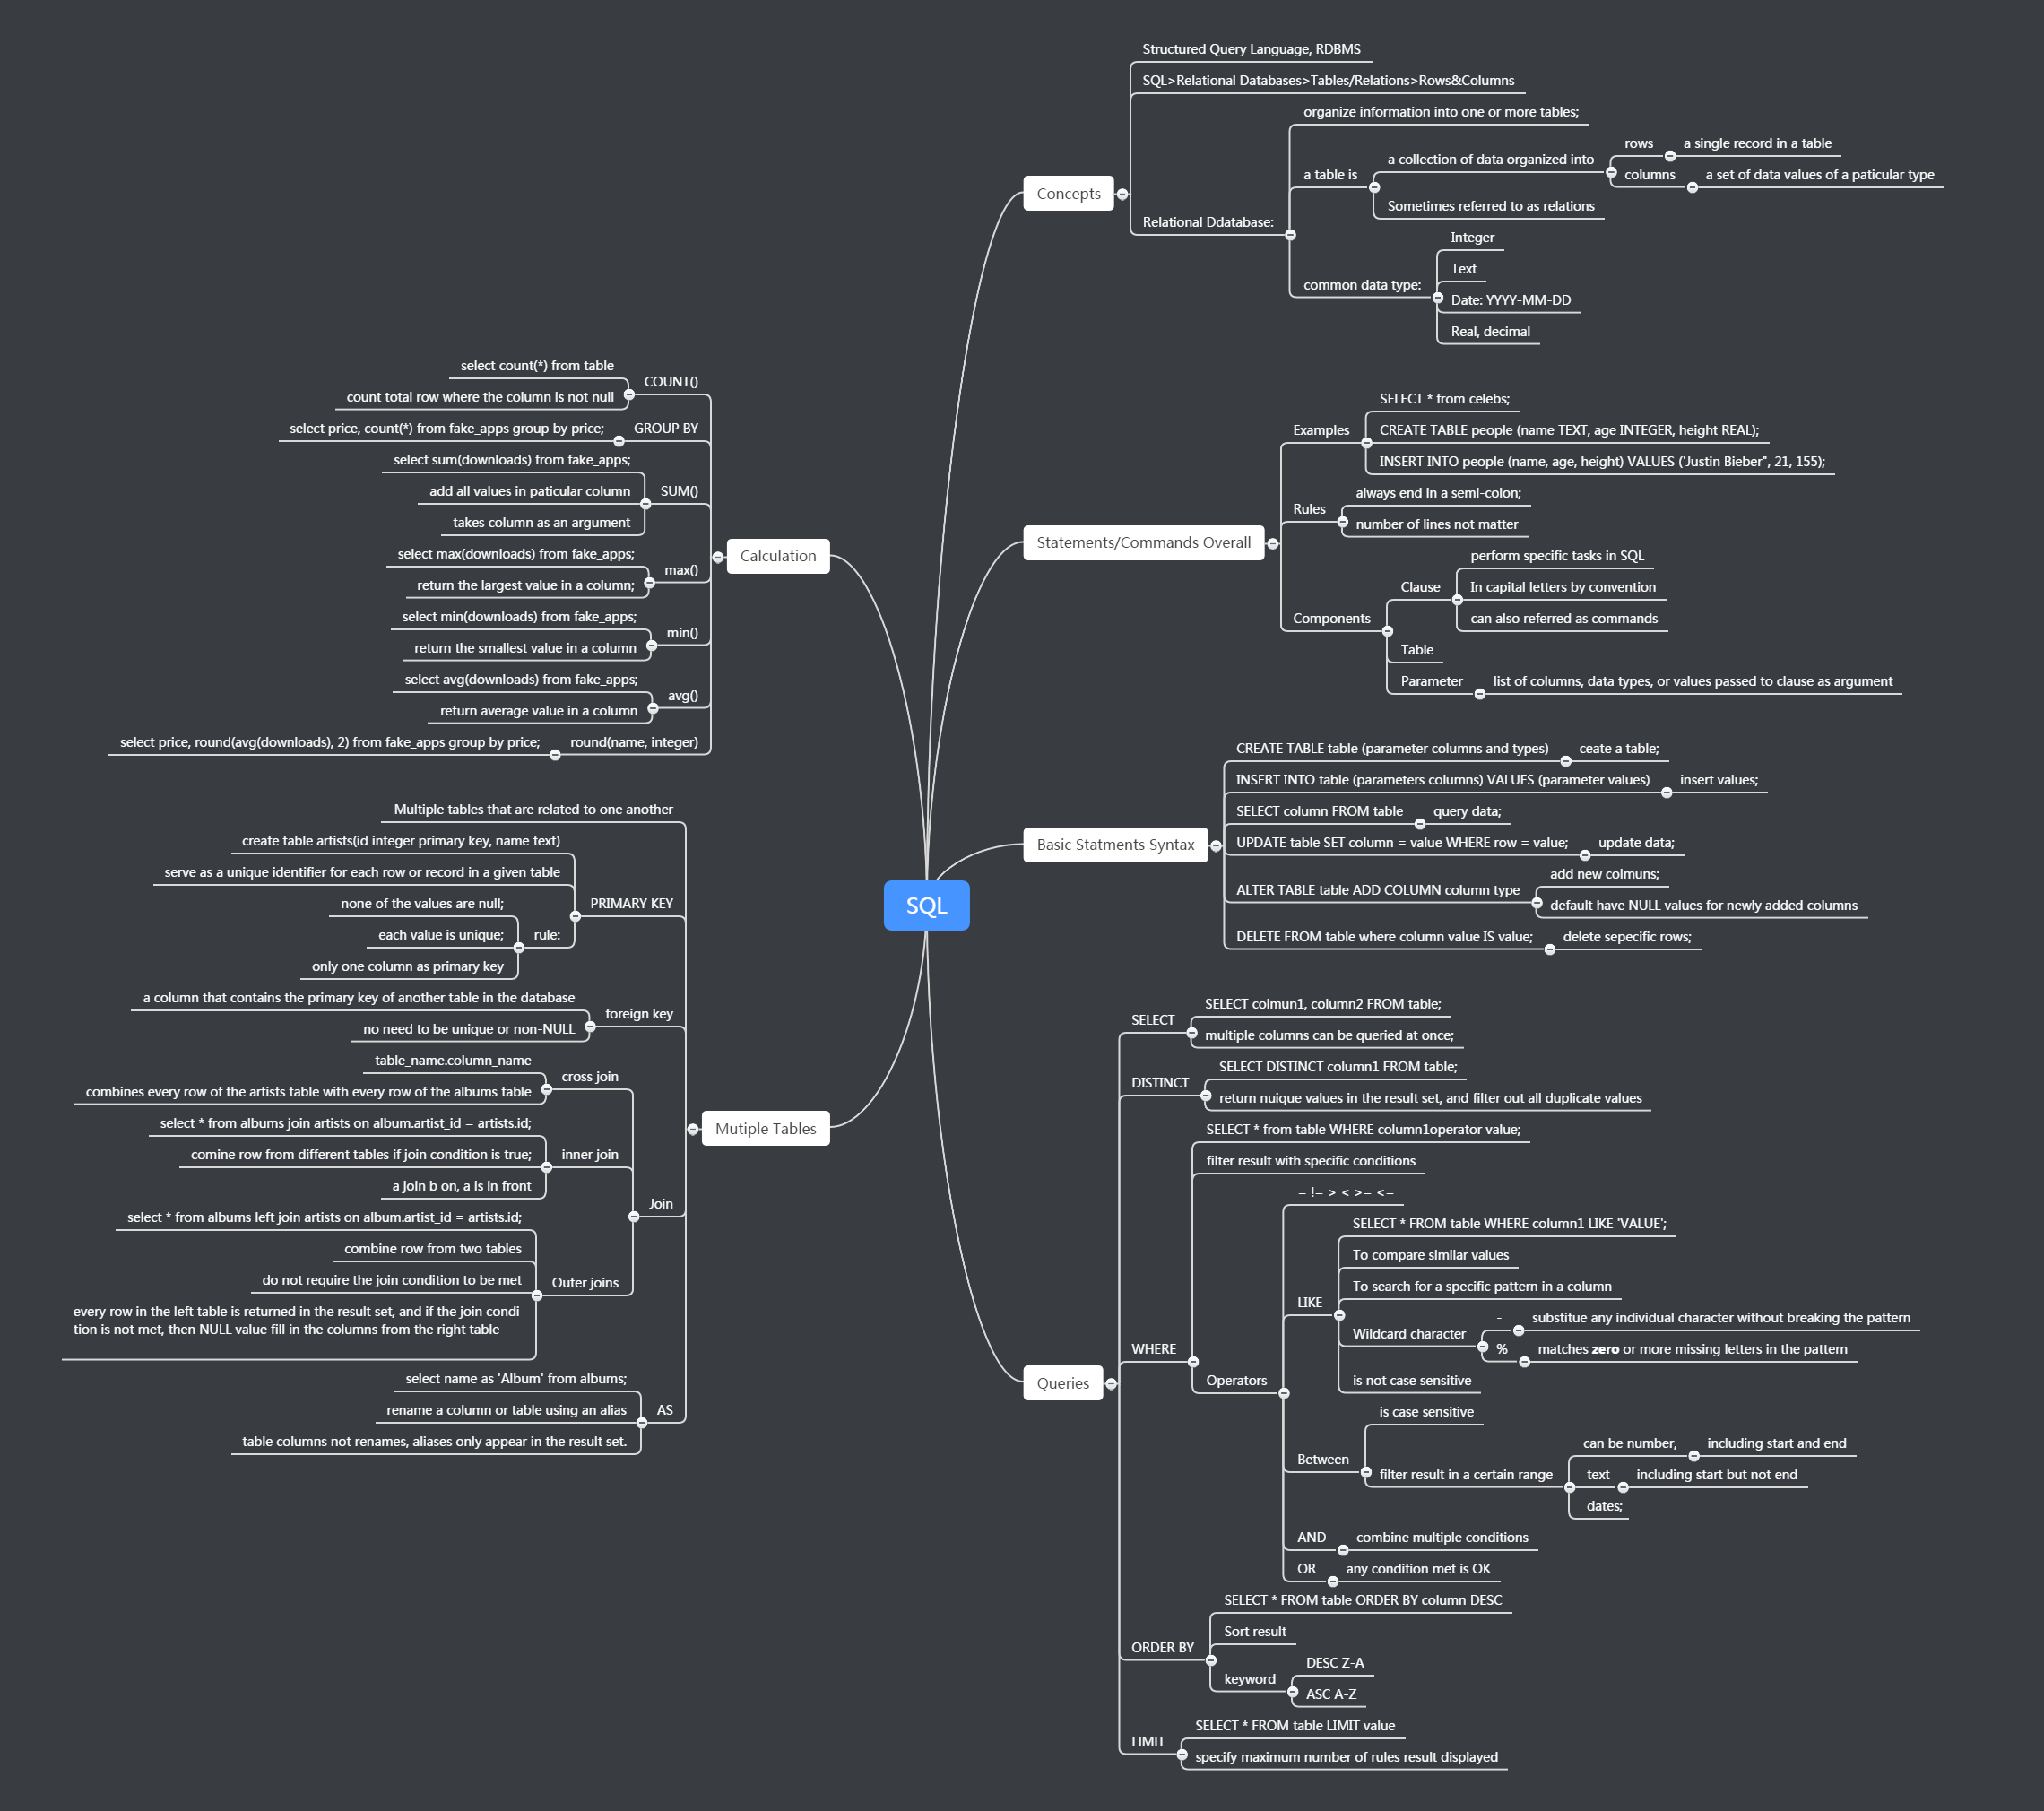 SQL
Concepts
Structured Query Language, RDBMS
SQL>Relational Databases>Tables/Relations>Rows&Columns
Relational Ddatabase:
organize information into one or more tables;
a table is
a collection of data organized into
rows
a single record in a table
columns
a set of data values of a paticular type
Sometimes referred to as relations
common data type:
Integer
Text
Date: YYYY-MM-DD
Real, decimal
Statements/Commands Overall
Examples
SELECT * from celebs;
CREATE TABLE people (name TEXT, age INTEGER, height REAL);
INSERT INTO people (name, age, height) VALUES ('Justin Bieber", 21, 155);
Rules
always end in a semi-colon;
number of lines not matter
Components
Clause
perform specific tasks in SQL
In capital letters by convention
can also referred as commands
Table
Parameter
list of columns, data types, or values passed to clause as argument
Basic Statments Syntax
CREATE TABLE table (parameter columns and types)
ceate a table;
INSERT INTO table (parameters columns) VALUES (parameter values)
insert values;
SELECT column FROM table
query data;
UPDATE table SET column = value WHERE row = value;
update data;
ALTER TABLE table ADD COLUMN column type
add new colmuns;
default have NULL values for newly added columns
DELETE FROM table where column value IS value;
delete sepecific rows;
Queries
SELECT
SELECT colmun1, column2 FROM table;
multiple columns can be queried at once;
DISTINCT
SELECT DISTINCT column1 FROM table;
return nuique values in the result set, and filter out all duplicate values
WHERE
SELECT * from table WHERE column1operator value;
filter result with specific conditions
Operators
= != > < >= <=
LIKE
SELECT * FROM table WHERE column1 LIKE 'VALUE';
To compare similar values
To search for a specific pattern in a column
Wildcard character
-
substitue any individual character without breaking the pattern
%
matches zero or more missing letters in the pattern
is not case sensitive
Between
is case sensitive
filter result in a certain range
can be number,
including start and end
text
including start but not end
dates;
AND
combine multiple conditions
OR
any condition met is OK
ORDER BY
SELECT * FROM table ORDER BY column DESC
Sort result
keyword
DESC Z-A
ASC A-Z
LIMIT
SELECT * FROM table LIMIT value
specify maximum number of rules result displayed
Calculation
COUNT()
select count(*) from table
count total row where the column is not null
GROUP BY
select price, count(*) from fake_apps group by price;
SUM()
select sum(downloads) from fake_apps;
add all values in paticular column
takes column as an argument
max()
select max(downloads) from fake_apps;
return the largest value in a column;
min()
select min(downloads) from fake_apps;
return the smallest value in a column
avg()
select avg(downloads) from fake_apps;
return average value in a column
round(name, integer)
select price, round(avg(downloads), 2) from fake_apps group by price;
Mutiple Tables
Multiple tables that are related to one another
PRIMARY KEY
create table artists(id integer primary key, name text)
serve as a unique identifier for each row or record in a given table
rule:
none of the values are null;
each value is unique;
only one column as primary key
foreign key
a column that contains the primary key of another table in the database
no need to be unique or non-NULL
Join
cross join
table_name.column_name
combines every row of the artists table with every row of the albums table
inner join
select * from albums join artists on album.artist_id = artists.id;
comine row from different tables if join condition is true;
a join b on, a is in front
Outer joins
select * from albums left join artists on album.artist_id = artists.id;
combine row from two tables
do not require the join condition to be met
every row in the left table is returned in the result set, and if the join condi
tion is not met, then NULL value fill in the columns from the right table
AS
select name as 'Album' from albums;
rename a column or table using an alias
table columns not renames, aliases only appear in the result set.